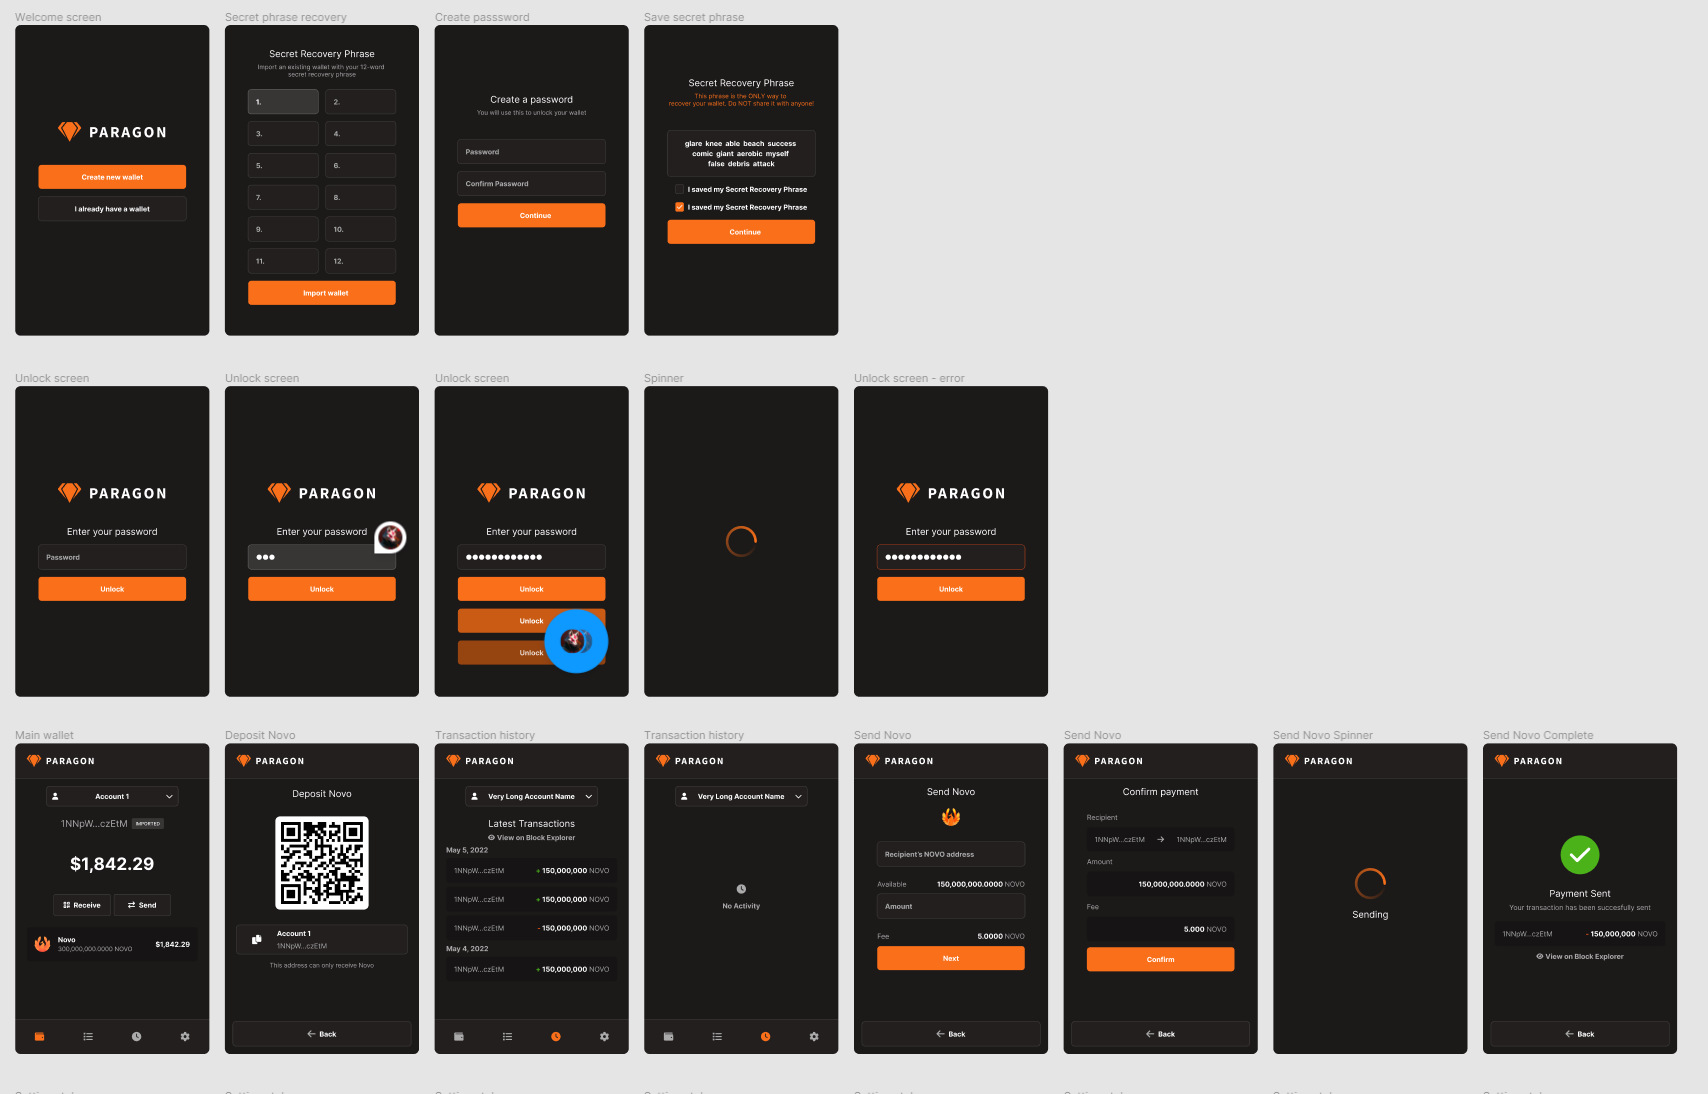 Welcome screen
PARAGON
Create new wallet
I already have a wallet
Secret phrase recovery
Secret Recovery Phrase
Import an existing wallet with your 12-word
secret recovery phrase
1.
2.
3.
4.
5.
6.
7.
8.
9.
10.
11.
12.
Import wallet
Create passsword
Create a password
You will use this to unlock your wallet
Password
Confirm Password
Continue
Save secret phrase
Secret Recovery Phrase
This phrase is the ONLY way to
recover your wallet. Do NOT share it with anyone!
glare knee able beach success
comic giant aerobic myself
false debris attack
I saved my Secret Recovery Phrase
I saved my Secret Recovery Phrase
Continue
Unlock screen
PARAGON
Enter your password
Password
Unlock
Unlock screen
PARAGON
Enter your password
Unlock
Unlock screen
PARAGON
Enter your password
Unlock
Unlock
Unlock
Spinner
Unlock screen - error
PARAGON
Enter your password
Unlock
Main wallet
PARAGON
Account 1
1NNpW...czEtM IMPORTED
$1,842.29
Receive
Send
Novo
300,000,000.0000 NOVO
$1,842.29
Deposit Novo
PARAGON
Deposit Novo
Account 1
1NNpW...czEtM
This address can only receive Novo
Back
Transaction history
PARAGON
Very Long Account Name
Latest Transactions
View on Block Explorer
May 5, 2022
1NNpW...czEtM + 150,000,000 NOVO
1NNpW...czEtM + 150,000,000 NOVO
1NNpW...czEtM - 150,000,000 NOVO
May 4, 2022
1NNpW...czEtM + 150,000,000 NOVO
Transaction history
PARAGON
Very Long Account Name
No Activity
Send Novo
PARAGON
Send Novo
Recipient's NOVO address
Available 150,000,000.0000 NOVO
Amount
Fee 5.0000 NOVO
Next
Back
Send Novo
PARAGON
Confirm payment
Recipient
1NNpW...czEtM → 1NNpW...czEtM
Amount
150,000,000.0000 NOVO
Fee
5.000 NOVO
Confirm
Back
Send Novo Spinner
PARAGON
Sending
Send Novo Complete
PARAGON
Payment Sent
Your transaction has been succesfully sent
1NNpW...czEtM - 150,000,000 NOVO
View on Block Explorer
Back